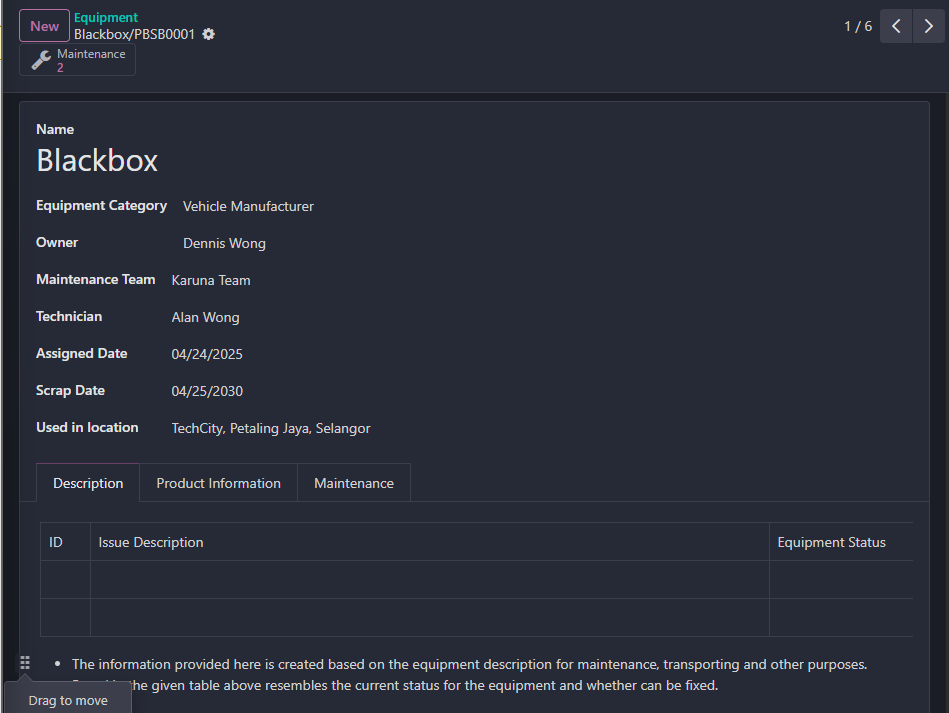 New
Equipment
Blackbox/PBSB0001
1 / 6
Maintenance
2
Name
Blackbox
Equipment Category Vehicle Manufacturer
Owner Dennis Wong
Maintenance Team Karuna Team
Technician Alan Wong
Assigned Date 04/24/2025
Scrap Date 04/25/2030
Used in location TechCity, Petaling Jaya, Selangor
Description Product Information Maintenance
ID Issue Description Equipment Status
• The information provided here is created based on the equipment description for maintenance, transporting and other purposes.
the given table above resembles the current status for the equipment and whether can be fixed.
Drag to move